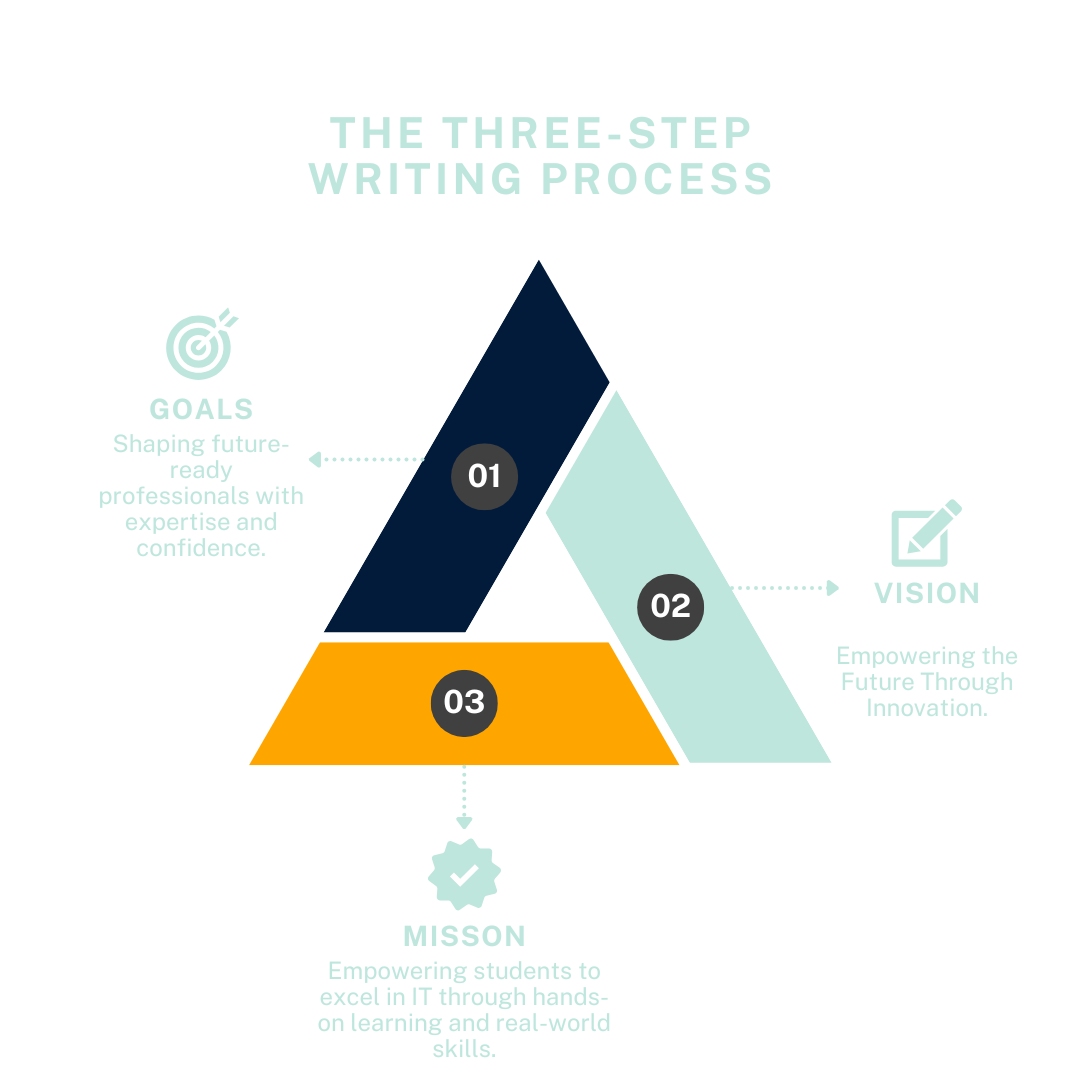 THE THREE-STEP
WRITING PROCESS
GOALS
Shaping future-
ready
professionals with
expertise and
confidence.
01
VISION
Empowering the
Future Through
Innovation.
02
03
MISSON
Empowering students to
excel in IT through hands-
on learning and real-world
skills.